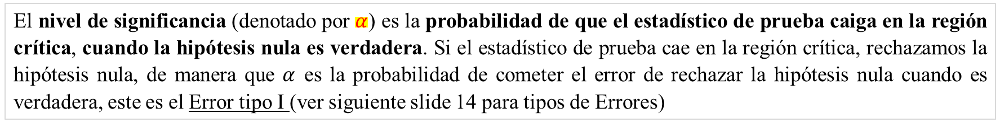 El nivel de significancia (denotado por α) es la probabilidad de que el estadístico de prueba caiga en la región
crítica, cuando la hipótesis nula es verdadera. Si el estadístico de prueba cae en la región crítica, rechazamos la
hipótesis nula, de manera que α es la probabilidad de cometer el error de rechazar la hipótesis nula cuando es
verdadera, este es el Error tipo I (ver siguiente slide 14 para tipos de Errores)